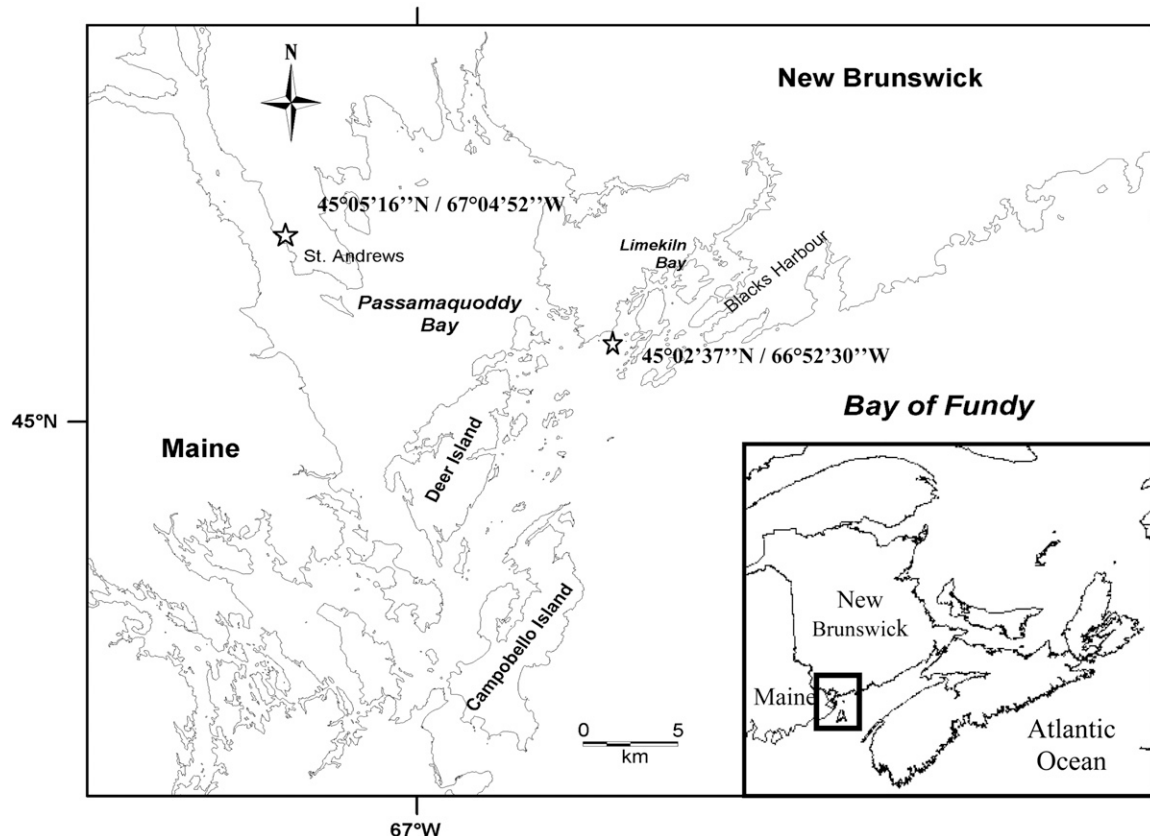 N
New Brunswick
45°05'16''N / 67°04'52''W
St. Andrews
Limekiln
Bay
Blacks Harbour
Passamaquoddy
Bay
45°02'37''N / 66°52'30''W
45°N
Bay of Fundy
Maine
Deer Island
Campobello Island
0 5
km
New
Brunswick
Maine
Atlantic
Ocean
67°W